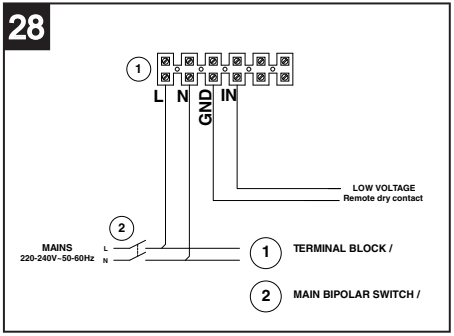 28
1
L N GND IN
LOW VOLTAGE
Remote dry contact
2
MAINS
220-240V~50-60Hz
L
N
1 TERMINAL BLOCK /
2 MAIN BIPOLAR SWITCH /